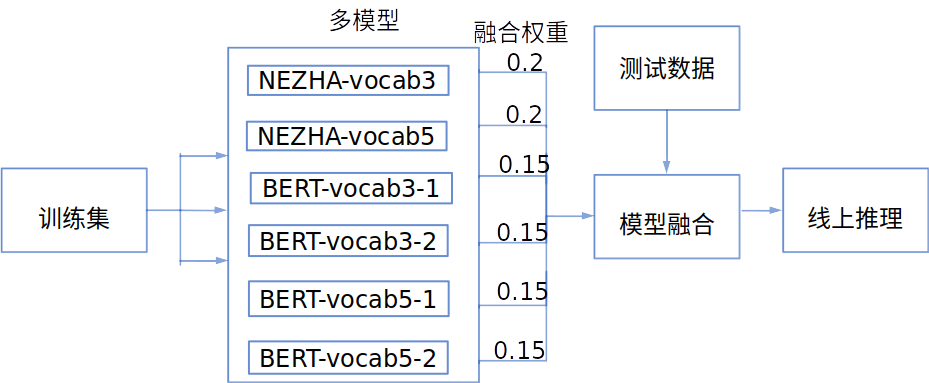 多模型
融合权重
训练集
NEZHA-vocab3
0.2
NEZHA-vocab5
0.2
BERT-vocab3-1
0.15
BERT-vocab3-2
0.15
BERT-vocab5-1
0.15
BERT-vocab5-2
0.15
测试数据
模型融合
线上推理